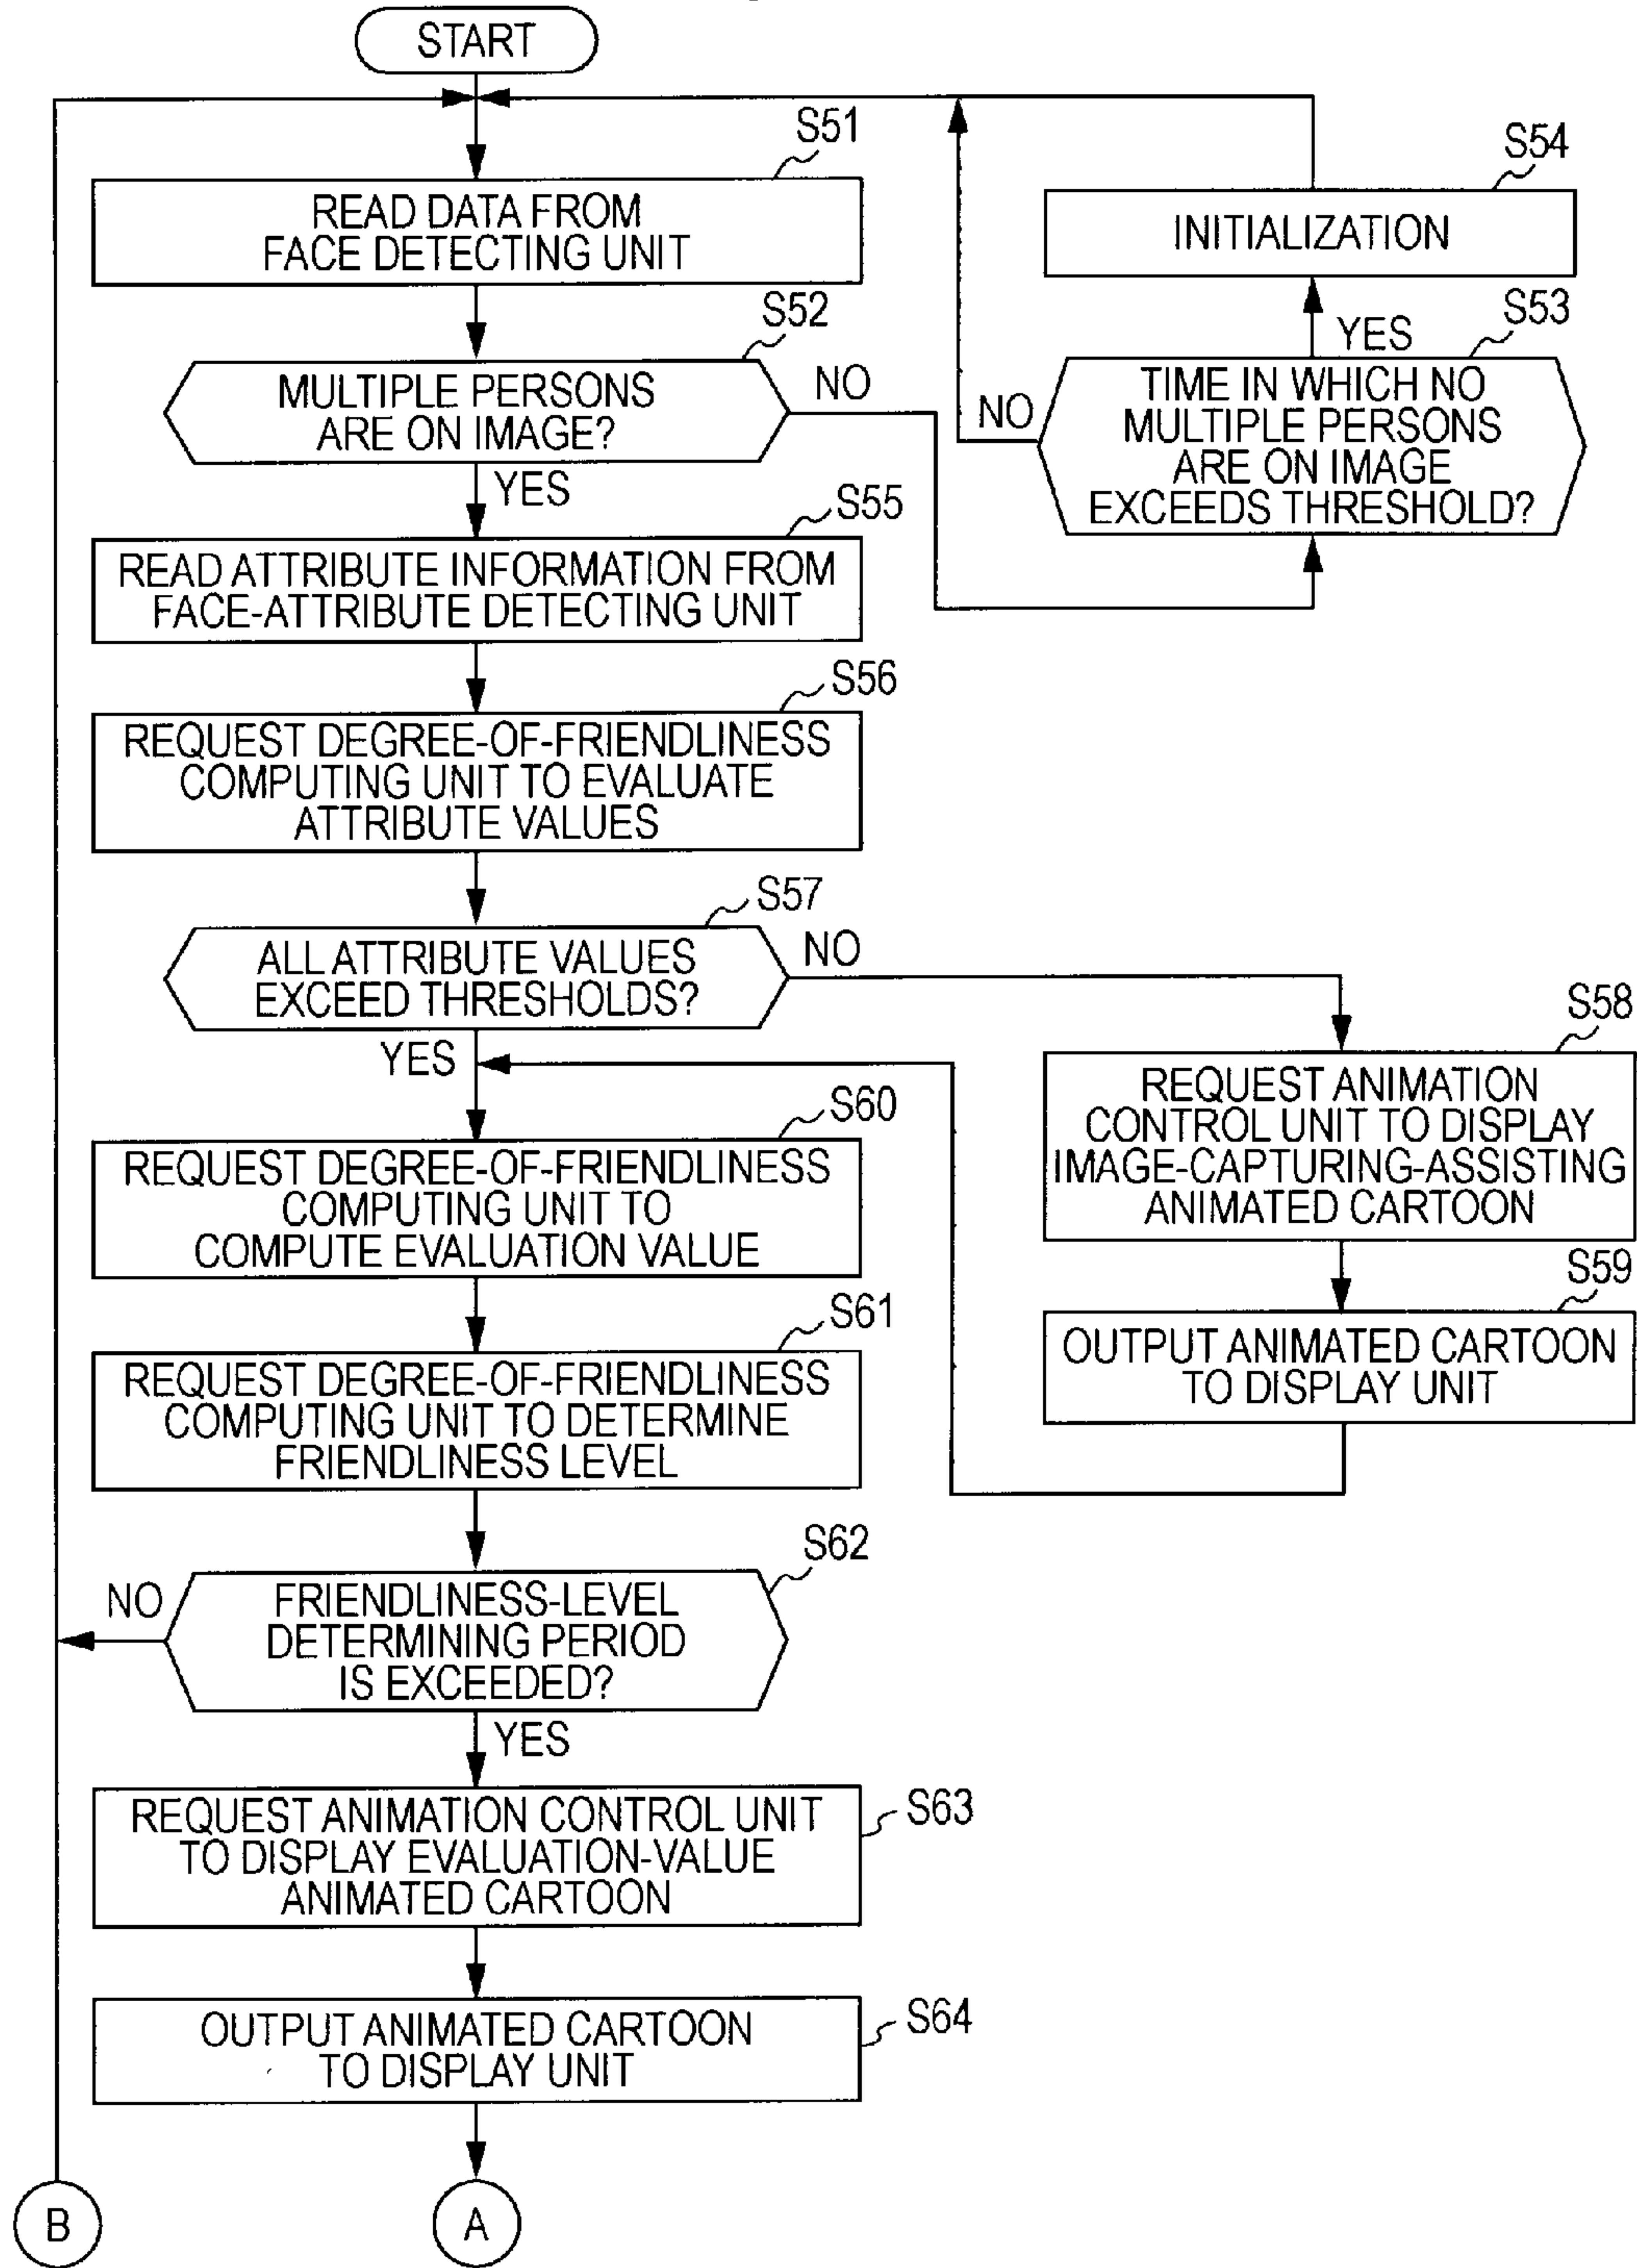 START
S51
READ DATA FROM
FACE DETECTING UNIT
S52
MULTIPLE PERSONS
ARE ON IMAGE?
NO
YES
S54
INITIALIZATION
S53
YES
TIME IN WHICH NO
MULTIPLE PERSONS
ARE ON IMAGE
EXCEEDS THRESHOLD?
NO
S55
READ ATTRIBUTE INFORMATION FROM
FACE-ATTRIBUTE DETECTING UNIT
S56
REQUEST DEGREE-OF-FRIENDLINESS
COMPUTING UNIT TO EVALUATE
ATTRIBUTE VALUES
S57
ALL ATTRIBUTE VALUES
EXCEED THRESHOLDS?
NO
YES
S58
REQUEST ANIMATION
CONTROL UNIT TO DISPLAY
IMAGE-CAPTURING-ASSISTING
ANIMATED CARTOON
S59
OUTPUT ANIMATED CARTOON
TO DISPLAY UNIT
S60
REQUEST DEGREE-OF-FRIENDLINESS
COMPUTING UNIT TO
COMPUTE EVALUATION VALUE
S61
REQUEST DEGREE-OF-FRIENDLINESS
COMPUTING UNIT TO DETERMINE
FRIENDLINESS LEVEL
S62
FRIENDLINESS-LEVEL
DETERMINING PERIOD
IS EXCEEDED?
NO
YES
S63
REQUEST ANIMATION CONTROL UNIT
TO DISPLAY EVALUATION-VALUE
ANIMATED CARTOON
S64
OUTPUT ANIMATED CARTOON
TO DISPLAY UNIT
B
A